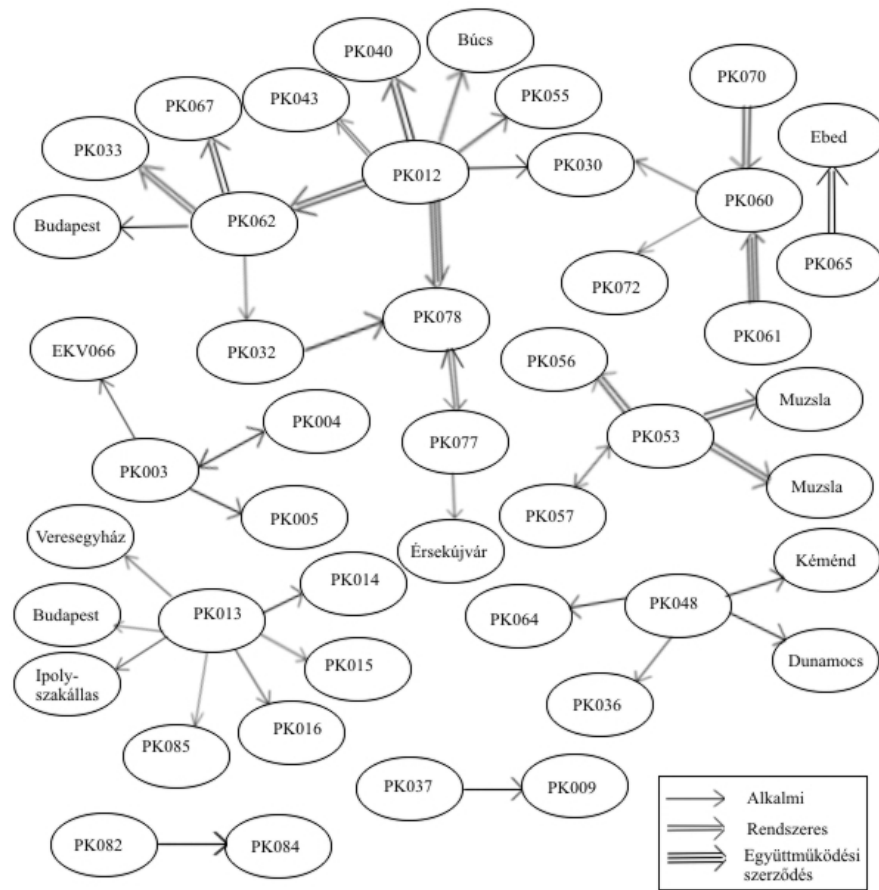 Búcs
PK040
PK070
PK043
PK055
PK067
Ebed
PK033
PK012
PK030
PK060
Budapest
PK062
PK065
PK072
PK078
PK061
EKV066
PK032
PK056
Muzsla
PK004
PK077
PK053
PK003
Muzsla
PK005
PK057
Veresegyház
Érsekújvár
Kéménd
PK014
Budapest
PK013
PK048
PK064
PK015
Dunamocs
Ipoly-
szakállas
PK036
PK016
PK085
PK037
PK009
Alkalmi
Rendszeres
PK082
PK084
Együttműködési
szerződés